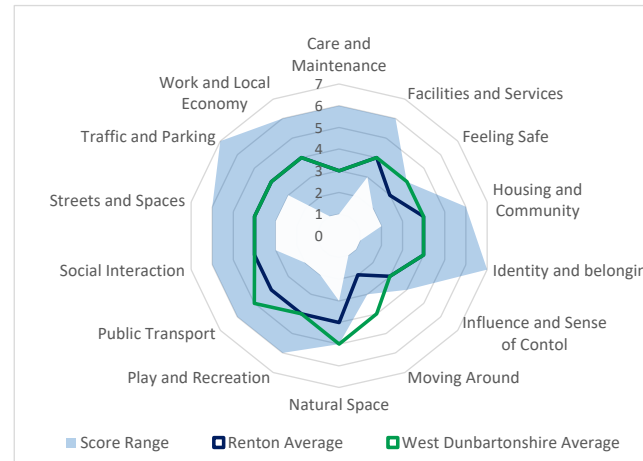 Care and
Maintenance
Work and Local
Economy
Facilities and Services
Traffic and Parking
Feeling Safe
Streets and Spaces
Housing and
Community
Social Interaction
Identity and belongin
Public Transport
Influence and Sense
of Contol
Play and Recreation
Moving Around
Natural Space
7
6
5
4
3
2
1
0
Score Range
Renton Average
West Dunbartonshire Average